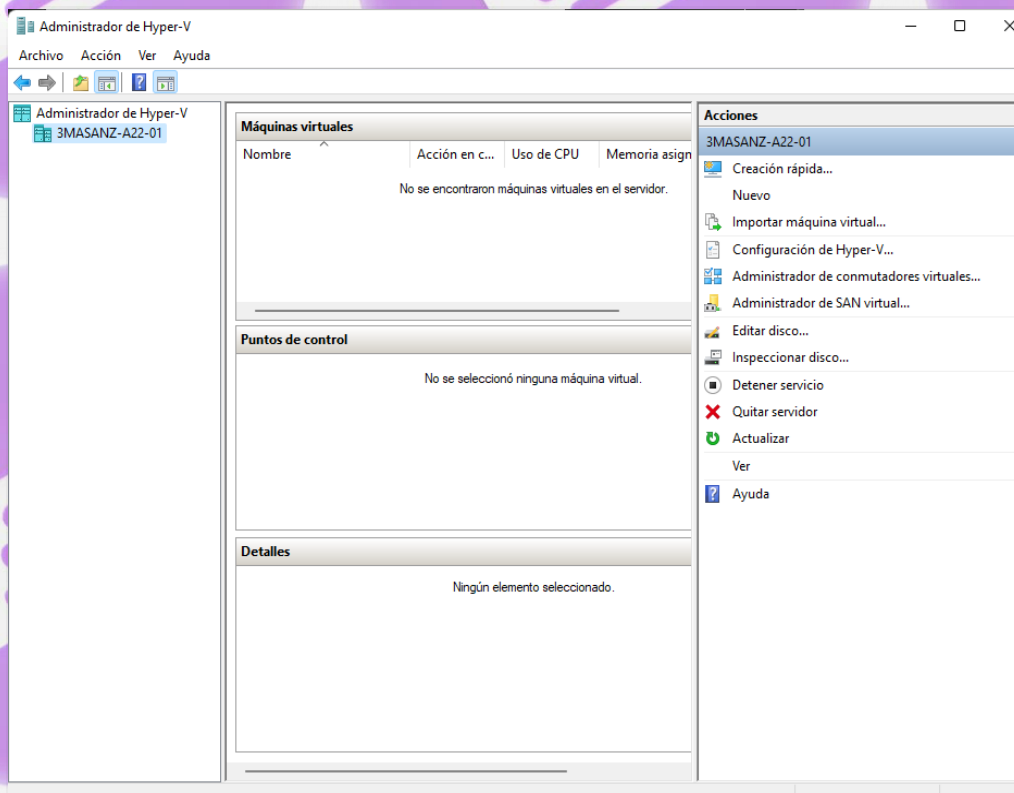 Administrador de Hyper-V
Archivo Acción Ver Ayuda
Administrador de Hyper-V
3MASANZ-A22-01
Máquinas virtuales
Nombre Acción en c... Uso de CPU Memoria asign
No se encontraron máquinas virtuales en el servidor.
Puntos de control
No se seleccionó ninguna máquina virtual.
Detalles
Ningún elemento seleccionado.
Acciones
3MASANZ-A22-01
Creación rápida...
Nuevo
Importar máquina virtual...
Configuración de Hyper-V...
Administrador de conmutadores virtuales...
Administrador de SAN virtual...
Editar disco...
Inspeccionar disco...
Detener servicio
Quitar servidor
Actualizar
Ver
Ayuda